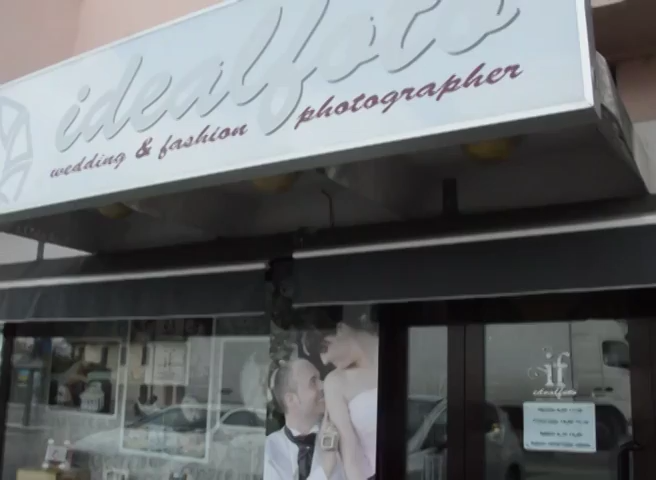 idealfoto
wedding & fashion photographer
if
idealfoto